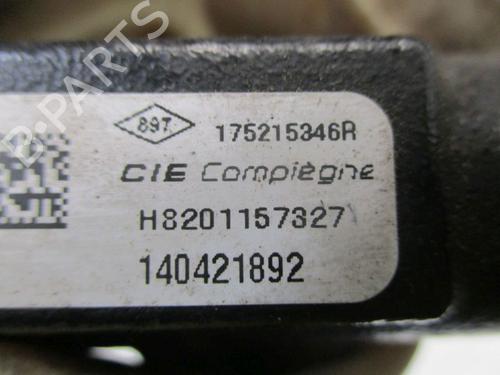 B-PARTS
897 175215346R
CIE Compiègne
H8201157327
140421892